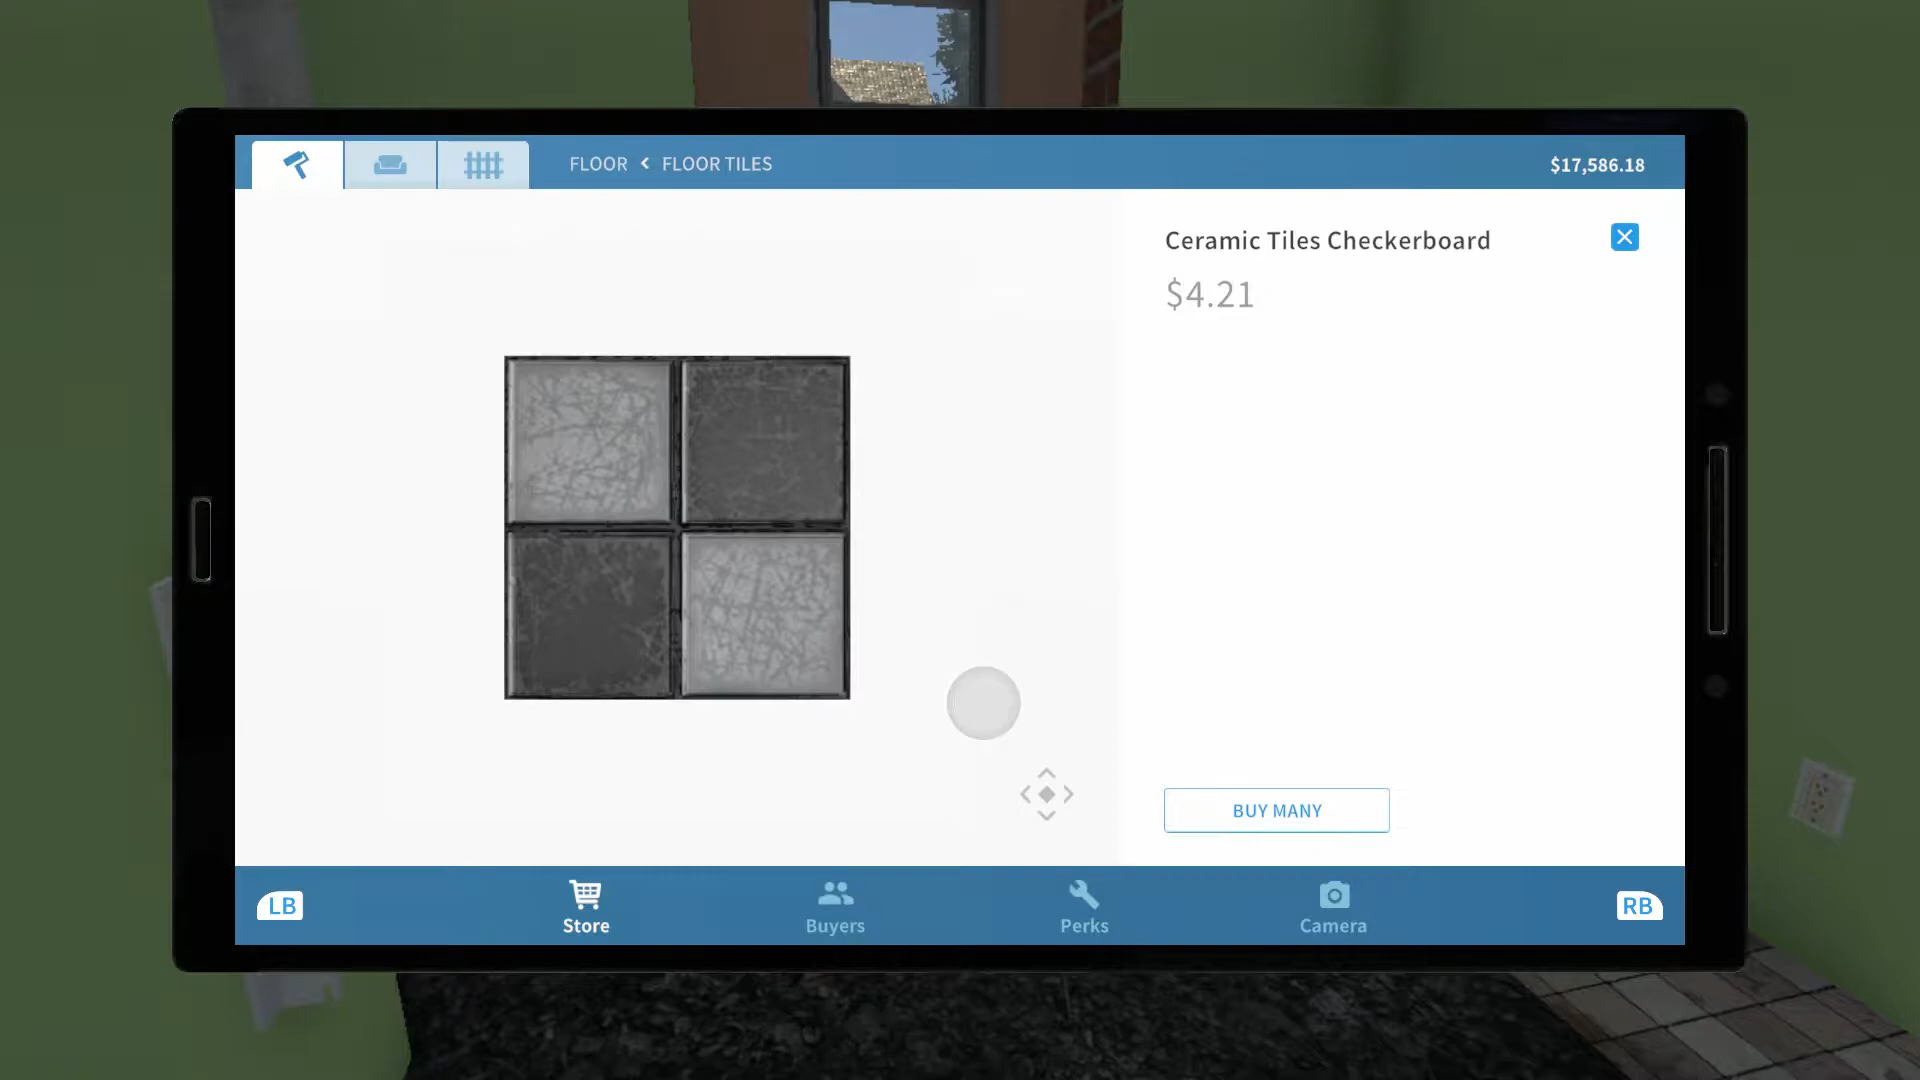 FLOOR < FLOOR TILES
$17,586.18
Ceramic Tiles Checkerboard
$4.21
BUY MANY
LB
Store
Buyers
Perks
Camera
RB